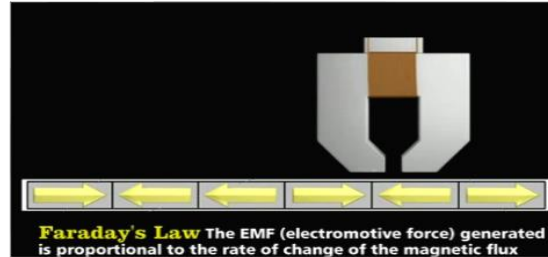 Faraday's Law The EMF (electromotive force) generated
is proportional to the rate of change of the magnetic flux